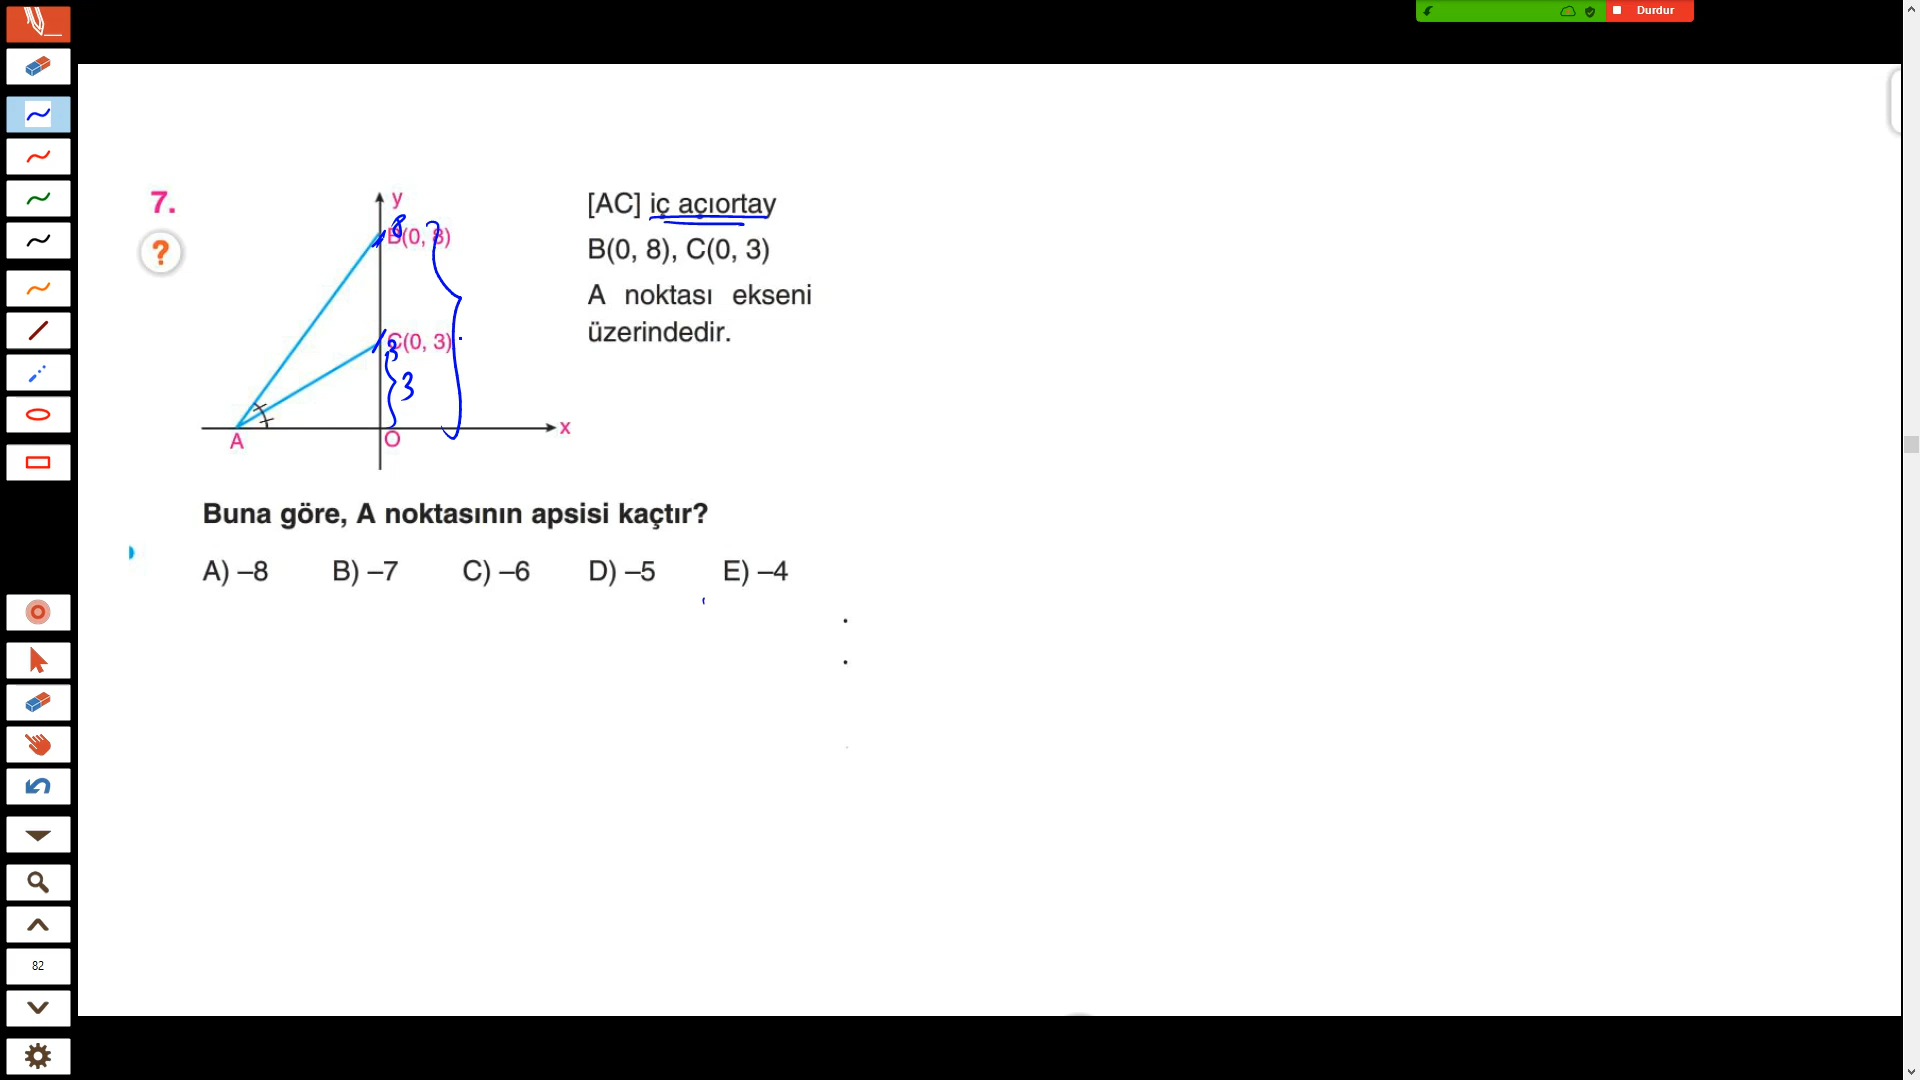 Durdur
7.
?
y
8
B(0, 8)
C(0, 3)
3
3
A
O
x
[AC] iç açıortay
B(0, 8), C(0, 3)
A noktası ekseni
üzerindedir.
Buna göre, A noktasının apsisi kaçtır?
A) –8 B) –7 C) –6 D) –5 E) –4
82